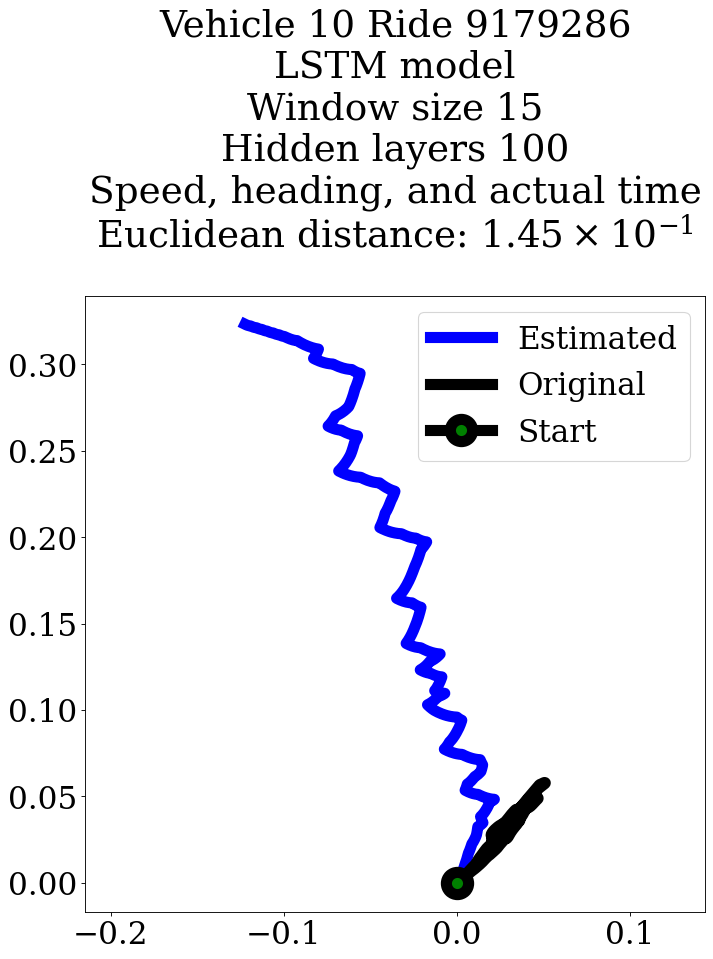 Vehicle 10 Ride 9179286
LSTM model
Window size 15
Hidden layers 100
Speed, heading, and actual time
Euclidean distance: 1.45 × 10⁻¹
Estimated
Original
Start
0.30
0.25
0.20
0.15
0.10
0.05
0.00
−0.2 −0.1 0.0 0.1